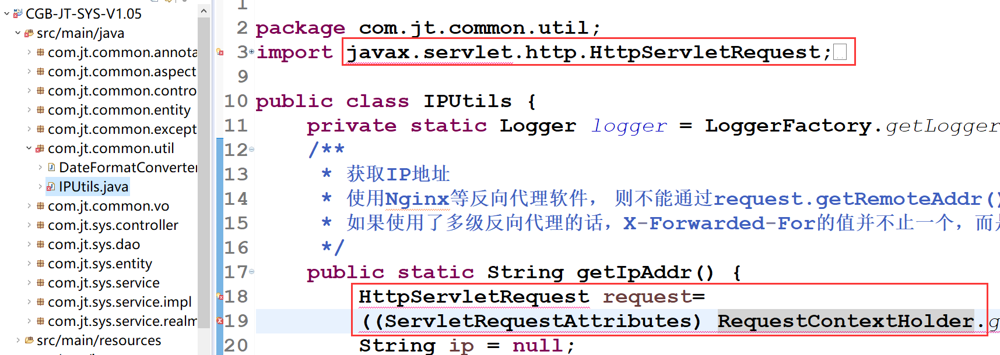 CGB-JT-SYS-V1.05
src/main/java
com.jt.common.annota
com.jt.common.aspect
com.jt.common.contro
com.jt.common.entity
com.jt.common.except
com.jt.common.util
DateFormatConverter
IPUtils.java
com.jt.common.vo
com.jt.sys.controller
com.jt.sys.dao
com.jt.sys.entity
com.jt.sys.service
com.jt.sys.service.impl
com.jt.sys.service.realm
src/main/resources
1
2 package com.jt.common.util;
3 import javax.servlet.http.HttpServletRequest;
9
10 public class IPUtils {
11 private static Logger logger = LoggerFactory.getLogger
12 /**
13 * 获取IP地址
14 * 使用Nginx等反向代理软件， 则不能通过request.getRemoteAddr()
15 * 如果使用了多级反向代理的话，X-Forwarded-For的值并不止一个，而是
16 */
17 public static String getIpAddr() {
18 HttpServletRequest request=
19 ((ServletRequestAttributes) RequestContextHolder.g
20 String ip = null;